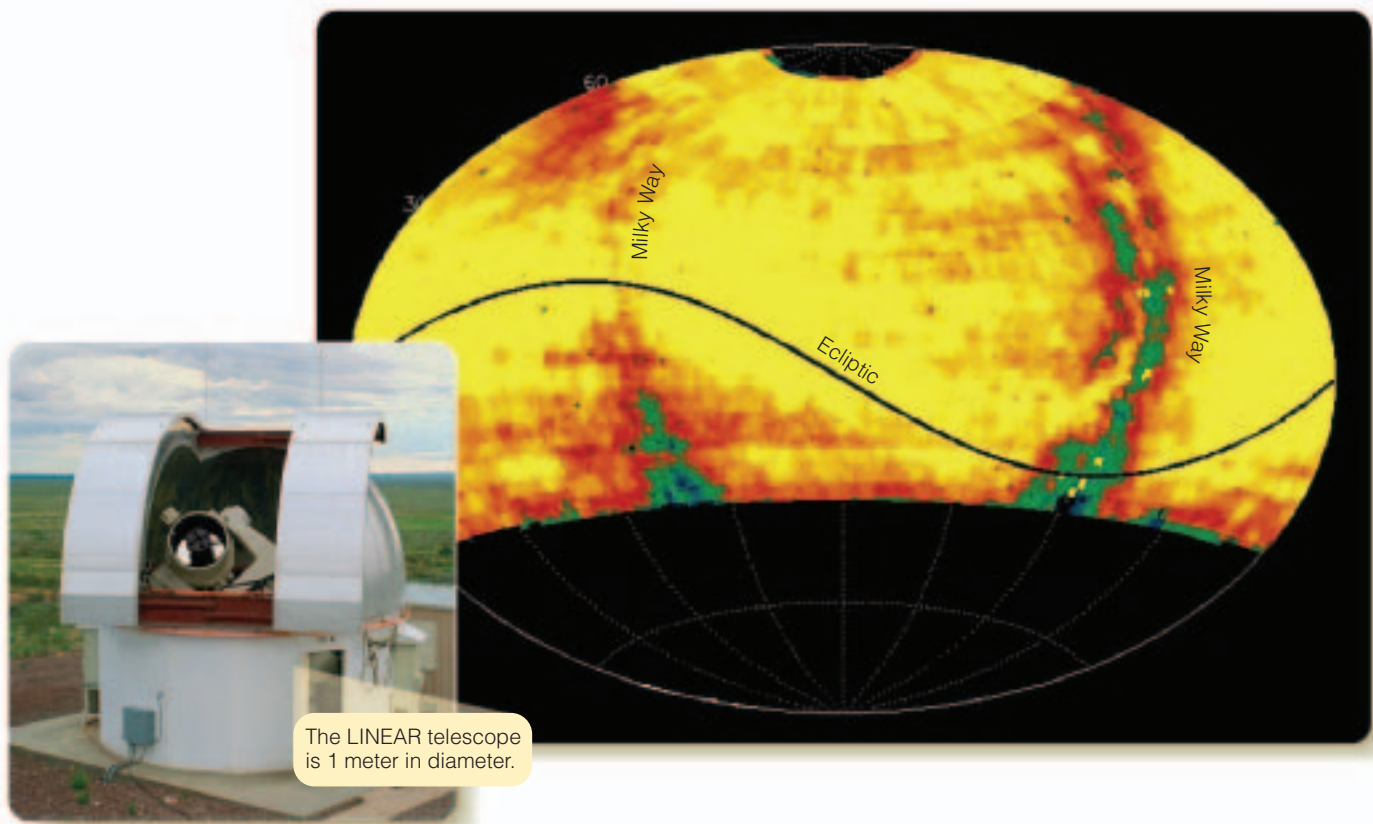 60
Milky Way
Milky Way
Ecliptic
The LINEAR telescope
is 1 meter in diameter.